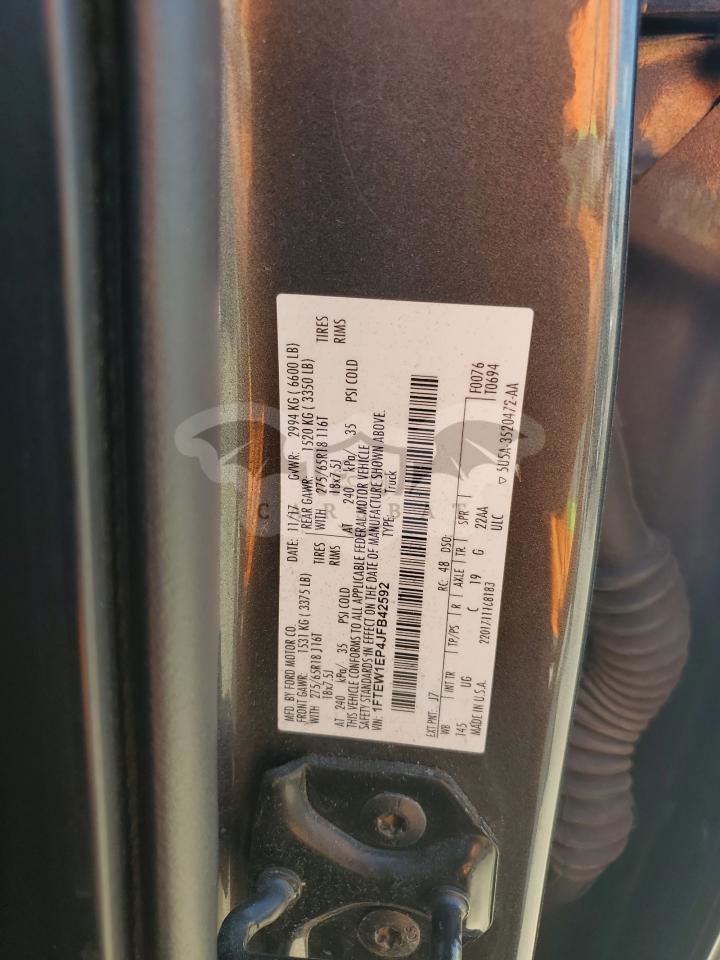 MFD. BY FORD MOTOR CO.
DATE: 11/17 GVWR: 2994 KG ( 6600 LB)
FRONT GAWR: 1531 KG ( 3375 LB) REAR GAWR: 1520 KG ( 3350 LB)
WITH 275/65R18 J16T TIRES WITH 275/65R18 116T TIRES
18x7.5J RIMS 18x7.5J RIMS
AT 240 kPa/ 35 PSI COLD AT 240 kPa/ 35 PSI COLD
THIS VEHICLE CONFORMS TO ALL APPLICABLE FEDERAL MOTOR VEHICLE
SAFETY STANDARDS IN EFFECT ON THE DATE OF MANUFACTURE SHOWN ABOVE.
VIN: 1FTEW1EP4JFB42592 TYPE: Truck
EXT PNT: J7 RC: 48 DSO: F0076
WB INT TR TP/PS R AXLE TR SPR T0694
145 UG C 19 G 22AA
MADE IN U.S.A. 22017111C8183 ULC 5U5A-3520472-AA